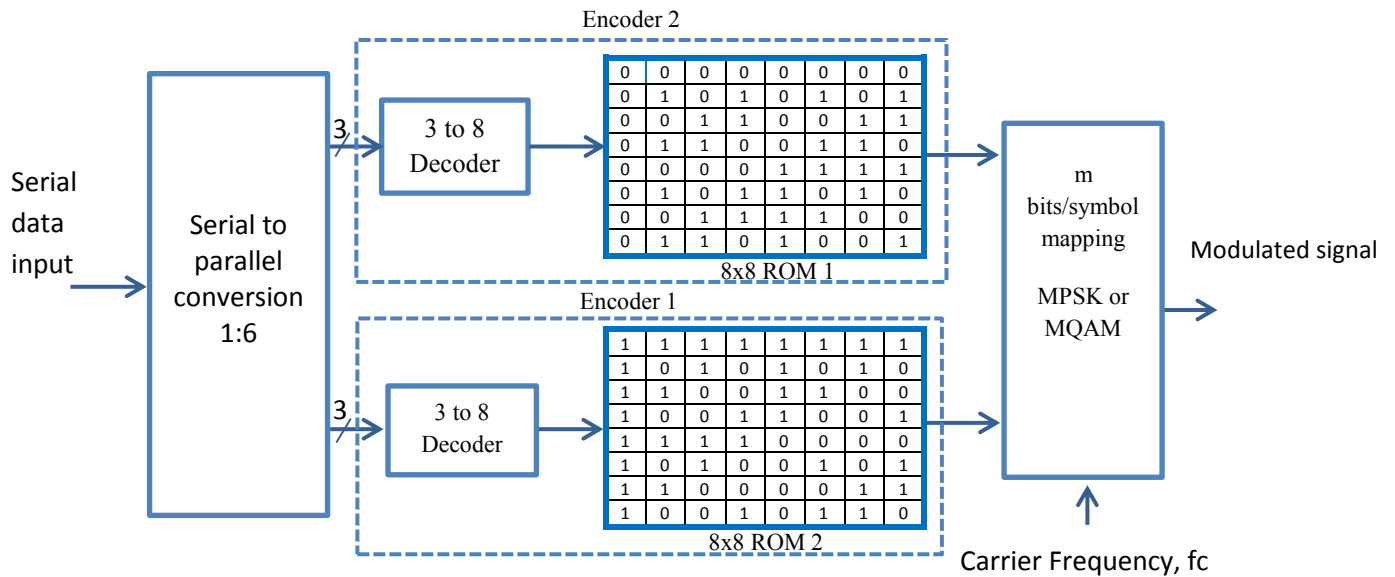 Encoder 2
Serial
data
input
Serial to
parallel
conversion
1:6
3
3 to 8
Decoder
0 0 0 0 0 0 0 0
0 1 0 1 0 1 0 1
0 0 1 1 0 0 1 1
0 1 1 0 0 1 1 0
0 0 0 0 1 1 1 1
0 1 0 1 1 0 1 0
0 0 1 1 1 1 0 0
0 1 1 0 1 0 0 1
8x8 ROM 1
Encoder 1
3
3 to 8
Decoder
1 1 1 1 1 1 1 1
1 0 1 0 1 0 1 0
1 1 0 0 1 1 0 0
1 0 0 1 1 0 0 1
1 1 1 1 0 0 0 0
1 0 1 0 0 1 0 1
1 1 0 0 0 0 1 1
1 0 0 1 0 1 1 0
8x8 ROM 2
m
bits/symbol
mapping
MPSK or
MQAM
Modulated signal
Carrier Frequency, fc